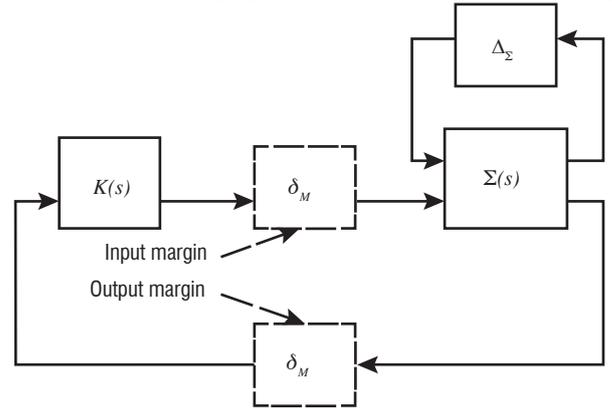 Δ_Σ
K(s)
δ_M
Σ(s)
Input margin
Output margin
δ_M